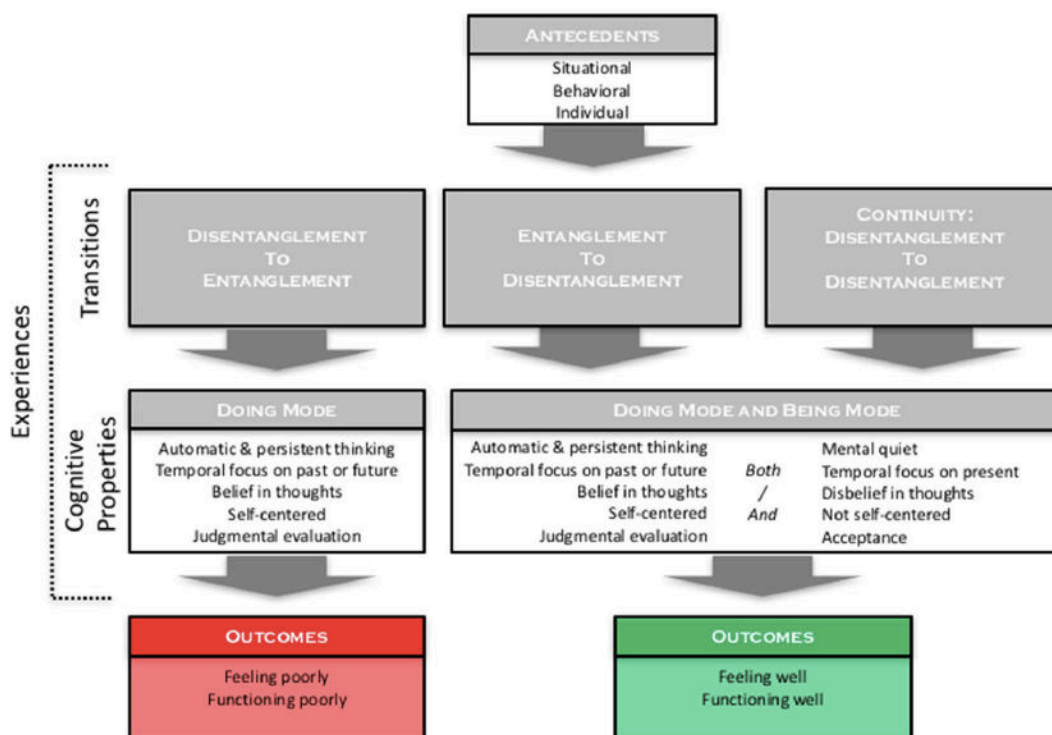 ANTECEDENTS
Situational
Behavioral
Individual
Experiences
Transitions
DISENTANGLEMENT
TO
ENTANGLEMENT
ENTANGLEMENT
TO
DISENTANGLEMENT
CONTINUITY:
DISENTANGLEMENT
TO
DISENTANGLEMENT
Cognitive
Properties
DOING MODE
Automatic & persistent thinking
Temporal focus on past or future
Belief in thoughts
Self-centered
Judgmental evaluation
DOING MODE AND BEING MODE
Automatic & persistent thinking Mental quiet
Temporal focus on past or future Both Temporal focus on present
Belief in thoughts / Disbelief in thoughts
Self-centered And Not self-centered
Judgmental evaluation Acceptance
OUTCOMES
Feeling poorly
Functioning poorly
OUTCOMES
Feeling well
Functioning well